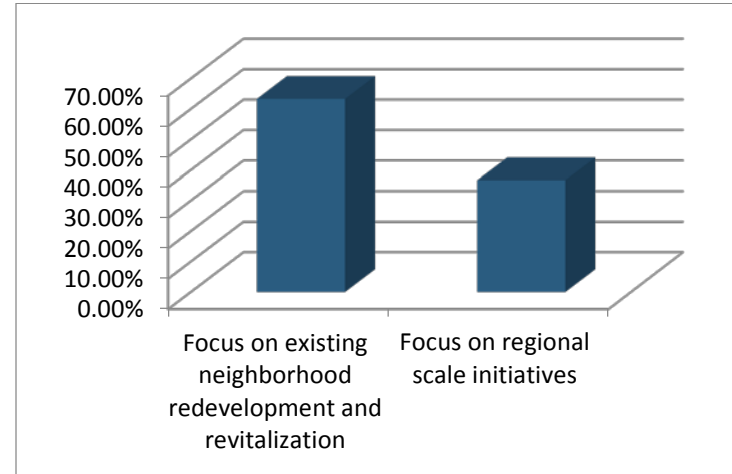 70.00%
60.00%
50.00%
40.00%
30.00%
20.00%
10.00%
0.00%
Focus on existing
neighborhood
redevelopment and
revitalization
Focus on regional
scale initiatives